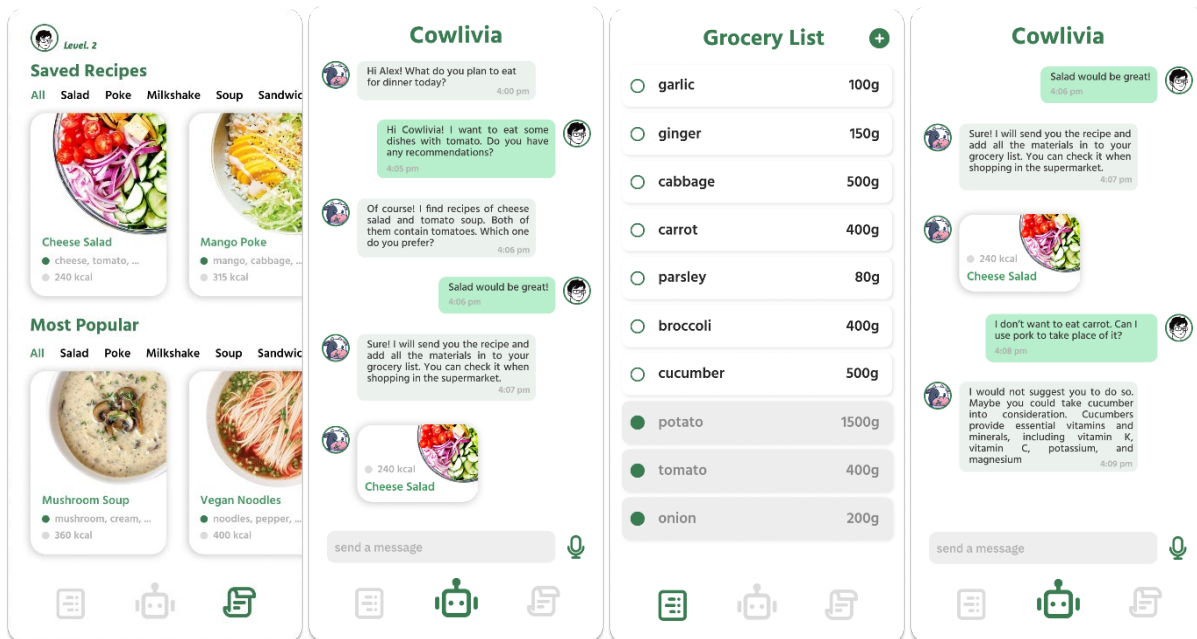 Level. 2
Saved Recipes
All Salad Poke Milkshake Soup Sandwic
Cheese Salad
cheese, tomato, ...
240 kcal
Mango Poke
mango, cabbage, ...
315 kcal
Most Popular
All Salad Poke Milkshake Soup Sandwic
Mushroom Soup
mushroom, cream, ...
360 kcal
Vegan Noodles
noodles, pepper, ...
400 kcal
Cowlivia
Hi Alex! What do you plan to eat
for dinner today?
4:00 pm
Hi Cowlivia! I want to eat some
dishes with tomato. Do you have
any recommendations?
4:05 pm
Of course! I find recipes of cheese
salad and tomato soup. Both of
them contain tomatoes. Which one
do you prefer?
4:06 pm
Salad would be great!
4:06 pm
Sure! I will send you the recipe and
add all the materials in to your
grocery list. You can check it when
shopping in the supermarket.
4:07 pm
240 kcal
Cheese Salad
send a message
Grocery List
garlic 100g
ginger 150g
cabbage 500g
carrot 400g
parsley 80g
broccoli 400g
cucumber 500g
potato 1500g
tomato 400g
onion 200g
Cowlivia
Salad would be great!
4:06 pm
Sure! I will send you the recipe and
add all the materials in to your
grocery list. You can check it when
shopping in the supermarket.
4:07 pm
240 kcal
Cheese Salad
I don't want to eat carrot. Can I
use pork to take place of it?
4:08 pm
I would not suggest you to do so.
Maybe you could take cucumber
into consideration. Cucumbers
provide essential vitamins and
minerals, including vitamin K,
vitamin C, potassium, and
magnesium
4:09 pm
send a message